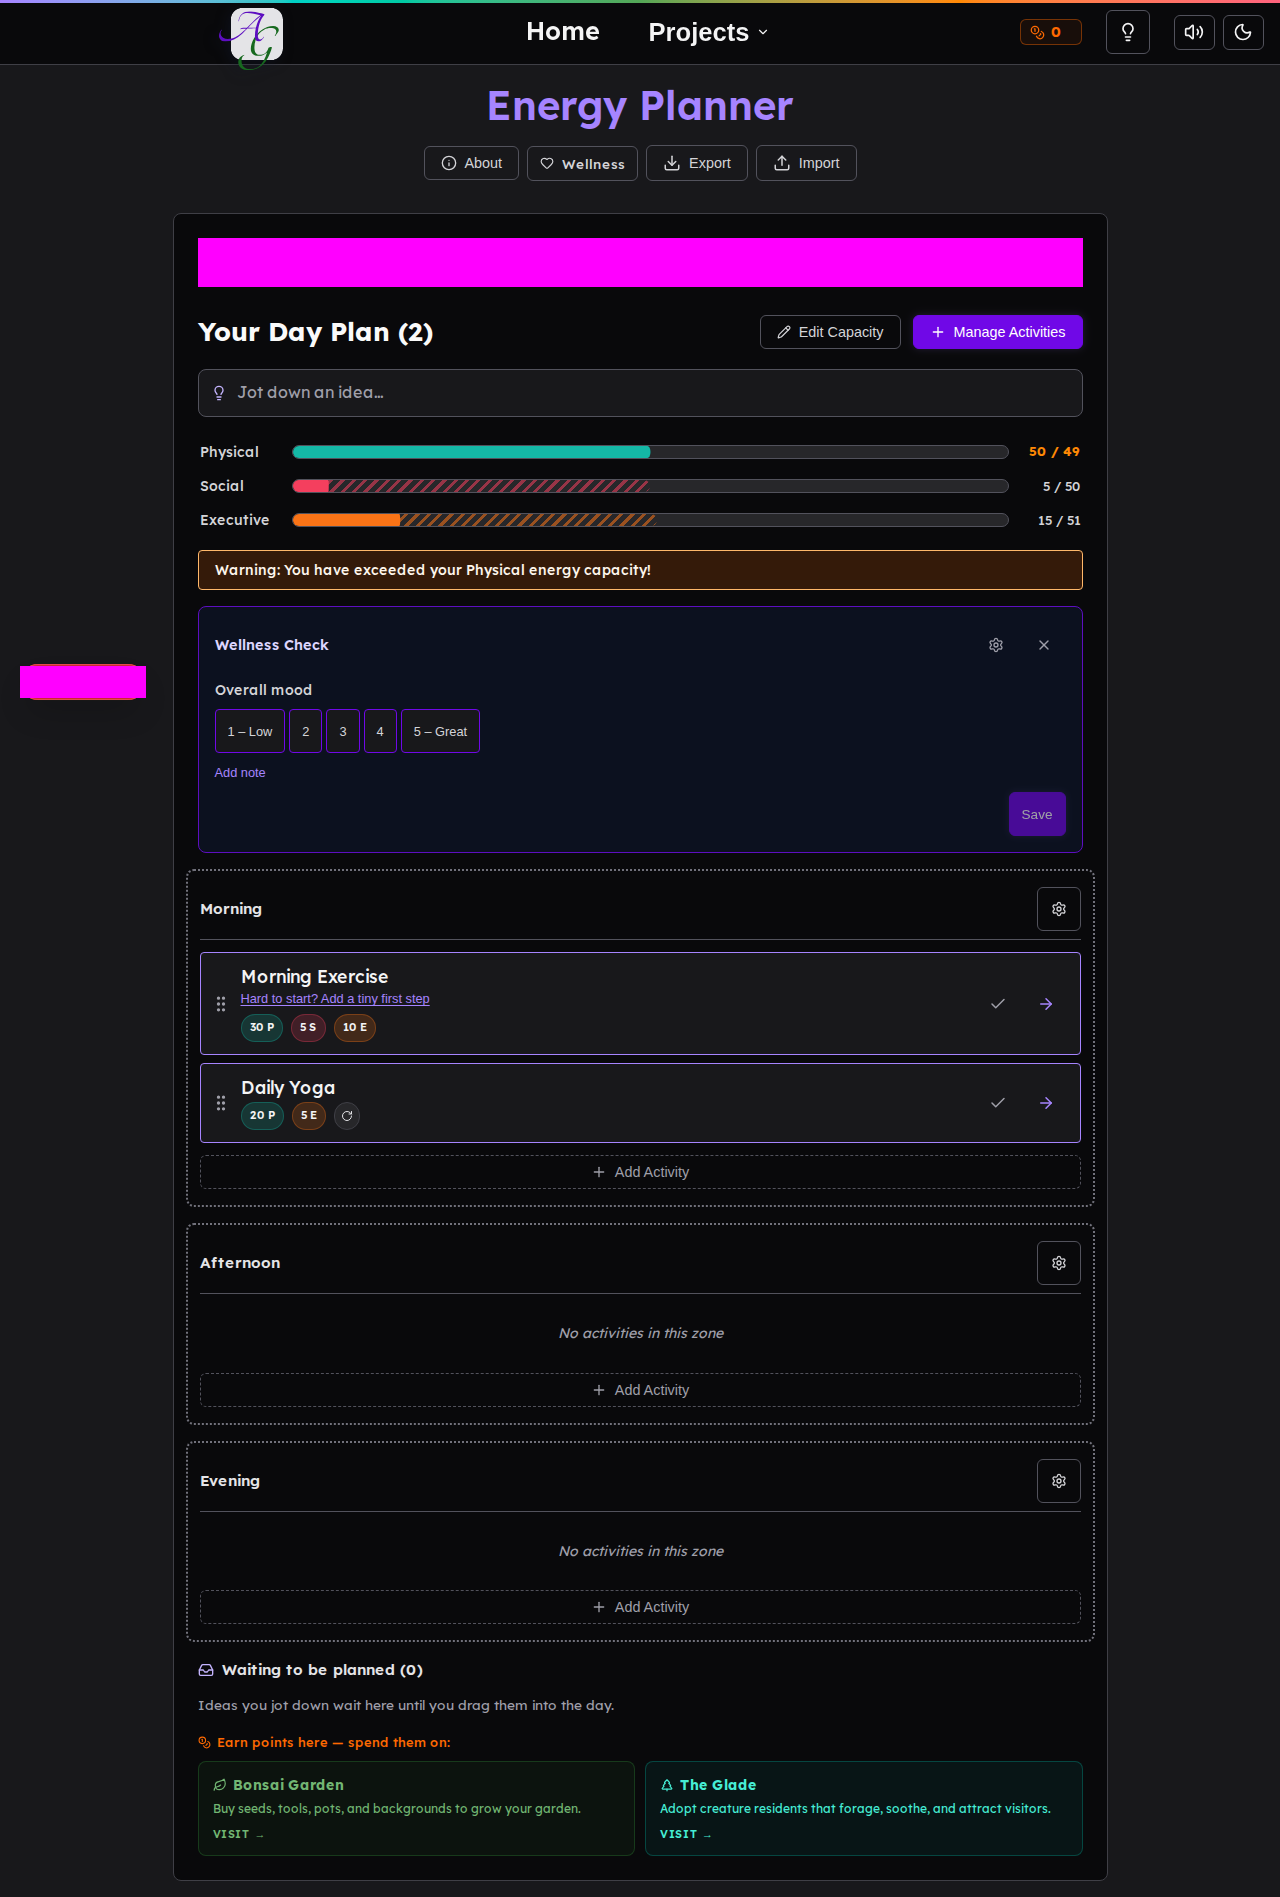 AG
Home
Projects
0
Energy Planner
About
Wellness
Export
Import
Your Day Plan (2)
Edit Capacity
Manage Activities
Jot down an idea...
Physical
50 / 49
Social
5 / 50
Executive
15 / 51
Warning: You have exceeded your Physical energy capacity!
Wellness Check
Overall mood
1 – Low
2
3
4
5 – Great
Add note
Save
Morning
Morning Exercise
Hard to start? Add a tiny first step
30 P
5 S
10 E
Daily Yoga
20 P
5 E
Add Activity
Afternoon
No activities in this zone
Add Activity
Evening
No activities in this zone
Add Activity
Waiting to be planned (0)
Ideas you jot down wait here until you drag them into the day.
Earn points here — spend them on:
Bonsai Garden
Buy seeds, tools, pots, and backgrounds to grow your garden.
VISIT →
The Glade
Adopt creature residents that forage, soothe, and attract visitors.
VISIT →